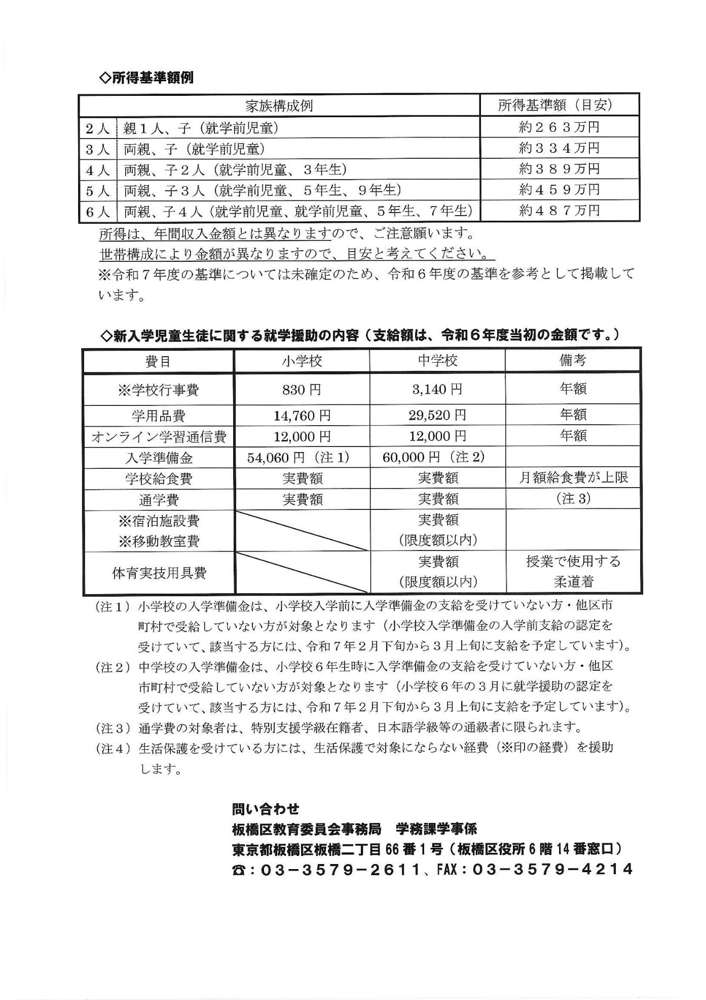 ◇所得基準額例
家族構成例 所得基準額（目安）
２人 親１人、子（就学前児童） 約２６３万円
３人 両親、子（就学前児童） 約３３４万円
４人 両親、子２人（就学前児童、３年生） 約３８９万円
５人 両親、子３人（就学前児童、５年生、９年生） 約４５９万円
６人 両親、子４人（就学前児童、就学前児童、５年生、７年生） 約４８７万円
所得は、年間収入金額とは異なりますので、ご注意願います。
世帯構成により金額が異なりますので、目安と考えてください。
※令和７年度の基準については未確定のため、令和６年度の基準を参考として掲載して
います。
◇新入学児童生徒に関する就学援助の内容（支給額は、令和６年度当初の金額です。）
費目 小学校 中学校 備考
※学校行事費 830 円 3,140 円 年額
学用品費 14,760 円 29,520 円 年額
オンライン学習通信費 12,000 円 12,000 円 年額
入学準備金 54,060 円（注 1） 60,000 円（注 2）
学校給食費 実費額 実費額 月額給食費が上限
通学費 実費額 実費額 （注 3）
※宿泊施設費 実費額
※移動教室費 （限度額以内）
体育実技用具費 実費額 授業で使用する
（限度額以内） 柔道着
（注１）小学校の入学準備金は、小学校入学前に入学準備金の支給を受けていない方・他区市
町村で受給していない方が対象となります（小学校入学準備金の入学前支給の認定を
受けていて、該当する方には、令和７年２月下旬から３月上旬に支給を予定しています）。
（注２）中学校の入学準備金は、小学校６年生時に入学準備金の支給を受けていない方・他区
市町村で受給していない方が対象となります（小学校６年の３月に就学援助の認定を
受けていて、該当する方には、令和７年２月下旬から３月上旬に支給を予定しています）。
（注３）通学費の対象者は、特別支援学級在籍者、日本語学級等の通級者に限られます。
（注４）生活保護を受けている方には、生活保護で対象にならない経費（※印の経費）を援助
します。
問い合わせ
板橋区教育委員会事務局　学務課学事係
東京都板橋区板橋二丁目 66 番 1 号（板橋区役所 6 階 14 番窓口）
☎：０３－３５７９－２６１１、FAX：０３－３５７９－４２１４